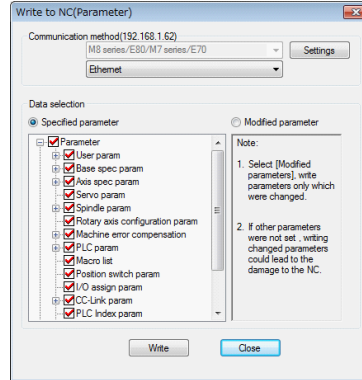 Write to NC(Parameter)
Communication method(192.168.1.62)
M8 series/E80/M7 series/E70
Settings
Ethernet
Data selection
Specified parameter
Modified parameter
Parameter
User param
Base spec param
Axis spec param
Servo param
Spindle param
Rotary axis configuration param
Machine error compensation
PLC param
Macro list
Position switch param
I/O assign param
CC-Link param
PLC Index param
Note:
1. Select [Modified
parameters], write
parameters only which
were changed.
2. If other parameters
were not set , writing
changed parameters
could lead to the
damage to the NC.
Write
Close